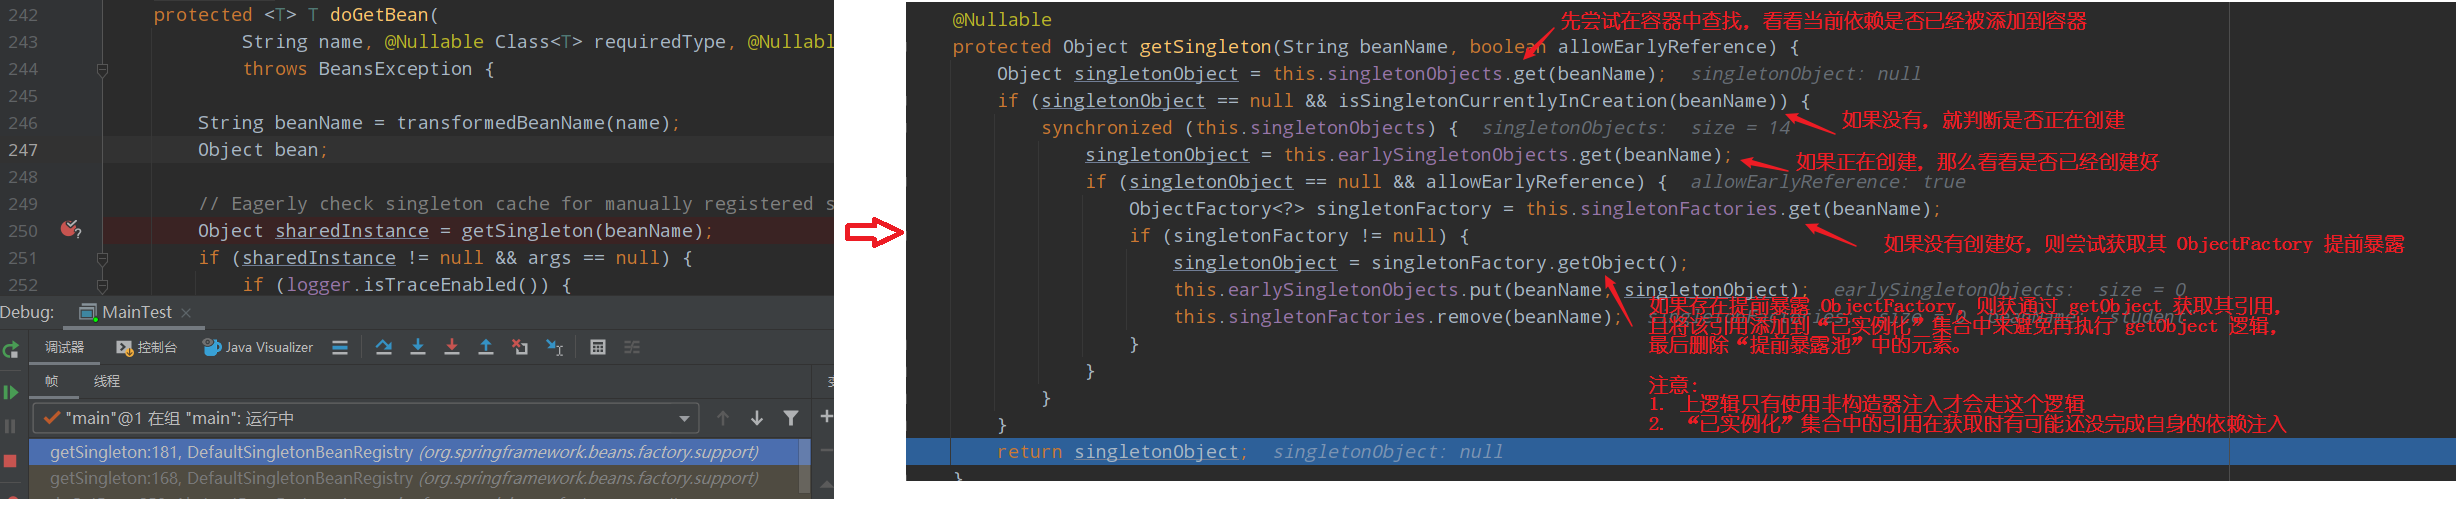 242 protected <T> T doGetBean(
243 String name, @Nullable Class<T> requiredType, @Nullabl
244 throws BeansException {
245
246 String beanName = transformedBeanName(name);
247 Object bean;
248
249 // Eagerly check singleton cache for manually registered s
250 Object sharedInstance = getSingleton(beanName);
251 if (sharedInstance != null && args == null) {
252 if (logger.isTraceEnabled()) {
Debug: MainTest
调试器 控制台 Java Visualizer
帧 线程
"main"@1 在组 "main": 运行中
getSingleton:181, DefaultSingletonBeanRegistry (org.springframework.beans.factory.support)
getSingleton:168, DefaultSingletonBeanRegistry (org.springframework.beans.factory.support)
@Nullable
先尝试在容器中查找，看看当前依赖是否已经被添加到容器
protected Object getSingleton(String beanName, boolean allowEarlyReference) {
Object singletonObject = this.singletonObjects.get(beanName); singletonObject: null
if (singletonObject == null && isSingletonCurrentlyInCreation(beanName)) {
如果没有，就判断是否正在创建
synchronized (this.singletonObjects) { singletonObjects: size = 14
singletonObject = this.earlySingletonObjects.get(beanName);
如果正在创建，那么看看是否已经创建好
if (singletonObject == null && allowEarlyReference) { allowEarlyReference: true
ObjectFactory<?> singletonFactory = this.singletonFactories.get(beanName);
if (singletonFactory != null) {
如果没有创建好，则尝试获取其 ObjectFactory 提前暴露
singletonObject = singletonFactory.getObject();
this.earlySingletonObjects.put(beanName, singletonObject); earlySingletonObjects: size = 0
如果存在提前暴露 ObjectFactory，则获通过 getObject 获取其引用，
this.singletonFactories.remove(beanName); singletonFactories: size = 0 beanName: "student"
且将该引用添加到“已实例化”集合中来避免再执行 getObject 逻辑，
最后删除“提前暴露池”中的元素。
}
}
注意：
}
1. 上逻辑只有使用非构造器注入才会走这个逻辑
}
2. “已实例化”集合中的引用在获取时有可能还没完成自身的依赖注入
return singletonObject; singletonObject: null
}